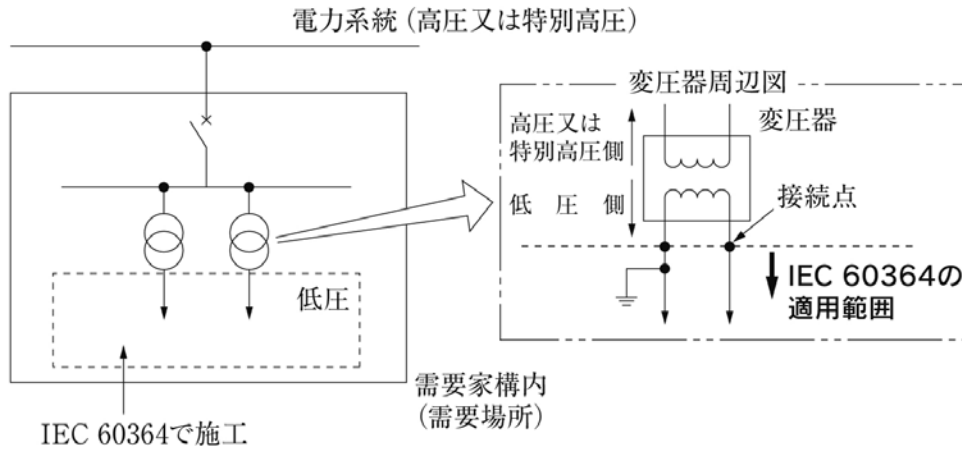 電力系統(高圧又は特別高圧)
変圧器周辺図
高圧又は
特別高圧側
変圧器
低圧側
接続点
IEC 60364の
適用範囲
低圧
需要家構内
(需要場所)
IEC 60364で施工